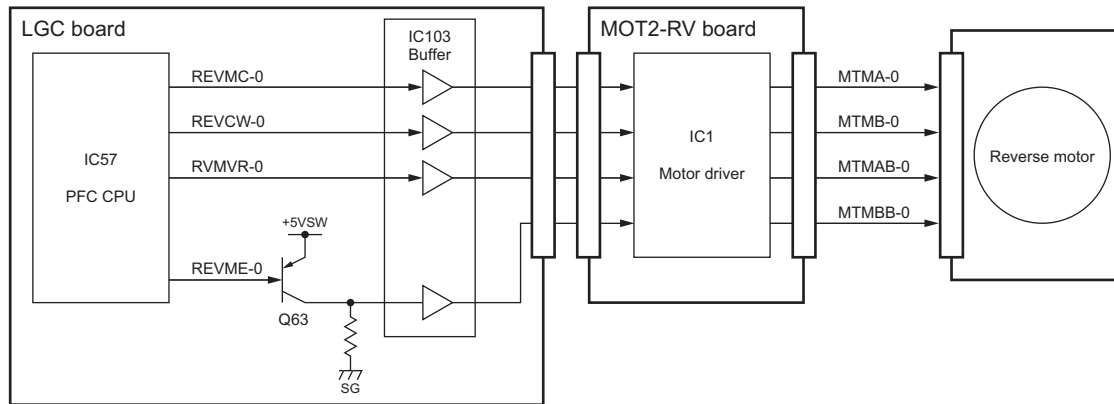 LGC board
IC57
PFC CPU
REVMC-0
REVCW-0
RVMVR-0
REVME-0
+5VSW
Q63
SG
IC103
Buffer
MOT2-RV board
IC1
Motor driver
MTMA-0
MTMB-0
MTMAB-0
MTMBB-0
Reverse motor